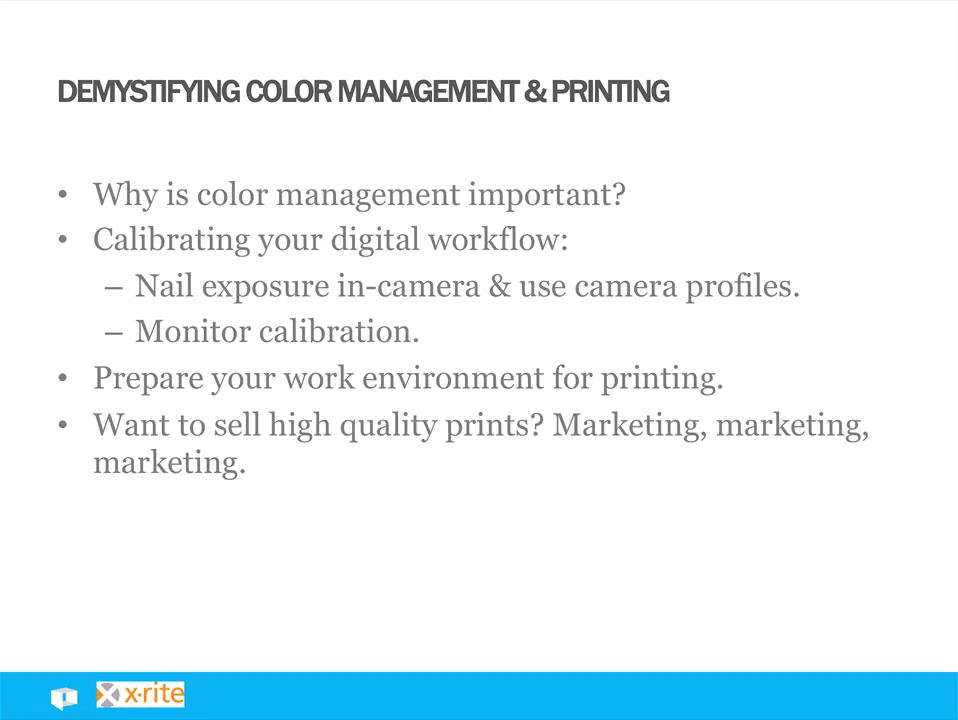 DEMYSTIFYING COLOR MANAGEMENT & PRINTING
• Why is color management important?
• Calibrating your digital workflow:
– Nail exposure in-camera & use camera profiles.
– Monitor calibration.
• Prepare your work environment for printing.
• Want to sell high quality prints? Marketing, marketing,
marketing.
x·rite